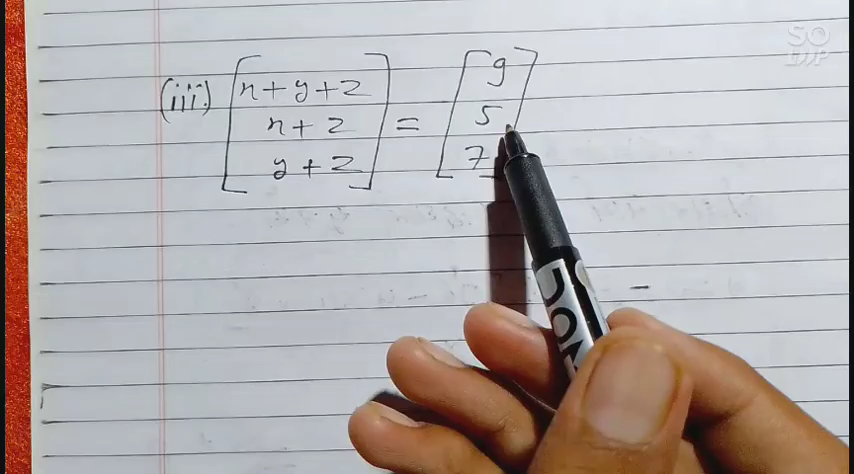 (iii) [x+y+z] = [9]
[x+z] [5]
[y+z] [7]
SO